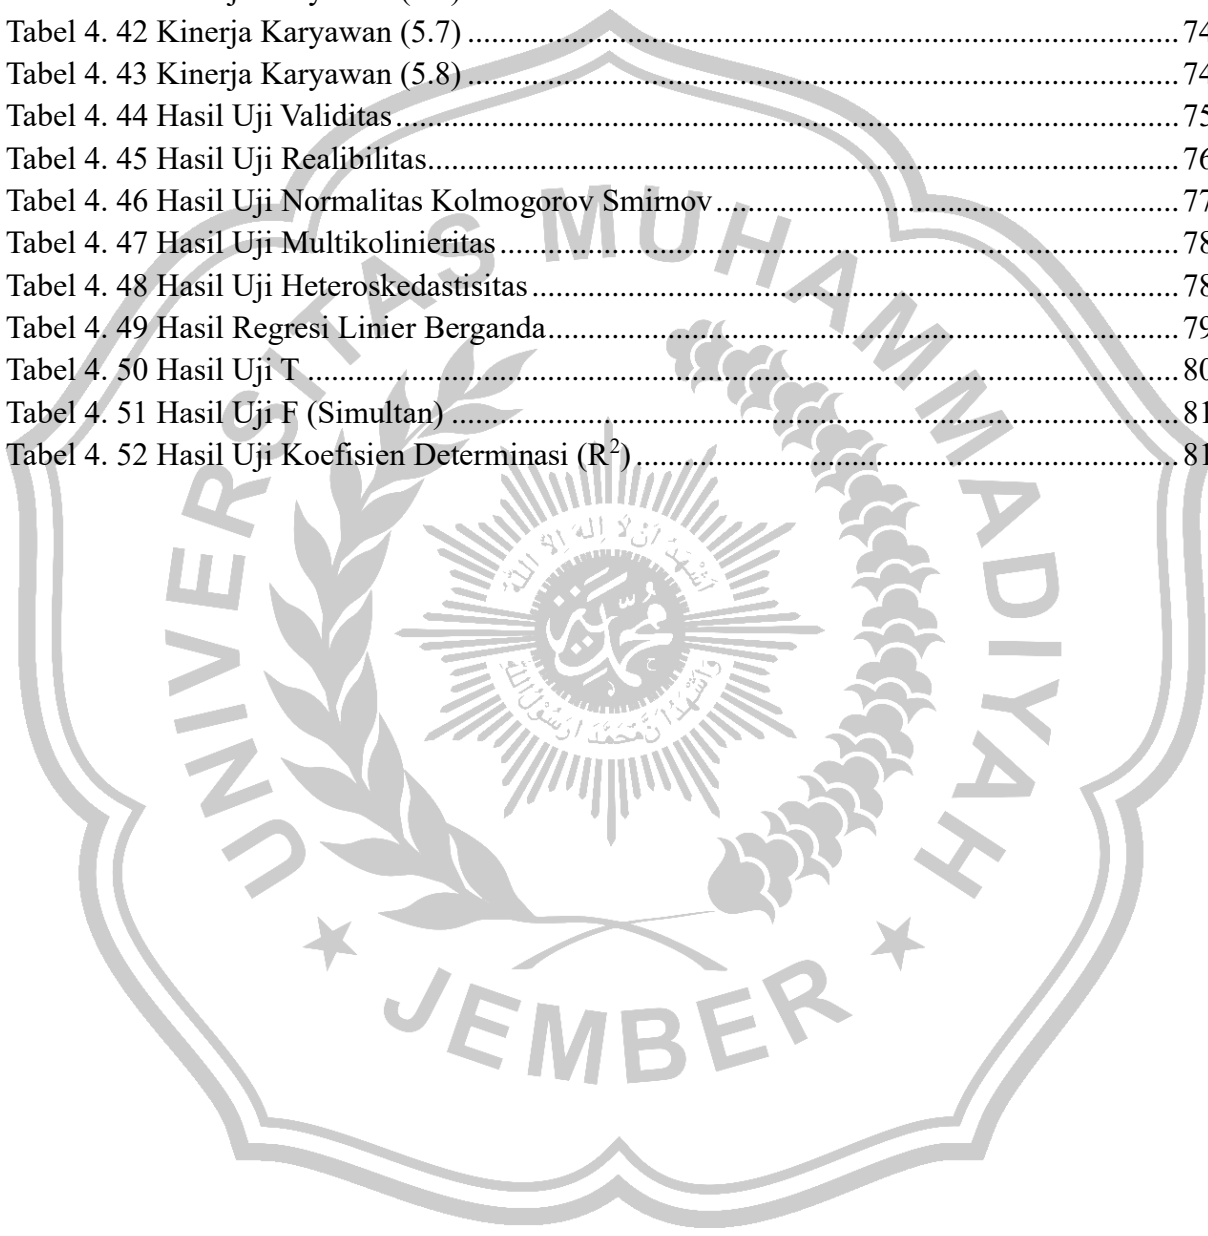 Tabel 4. 42 Kinerja Karyawan (5.7) ........ 74
Tabel 4. 43 Kinerja Karyawan (5.8) ........ 74
Tabel 4. 44 Hasil Uji Validitas ........ 75
Tabel 4. 45 Hasil Uji Realibilitas ........ 76
Tabel 4. 46 Hasil Uji Normalitas Kolmogorov Smirnov ........ 77
Tabel 4. 47 Hasil Uji Multikolinieritas ........ 78
Tabel 4. 48 Hasil Uji Heteroskedastisitas ........ 78
Tabel 4. 49 Hasil Regresi Linier Berganda ........ 79
Tabel 4. 50 Hasil Uji T ........ 80
Tabel 4. 51 Hasil Uji F (Simultan) ........ 81
Tabel 4. 52 Hasil Uji Koefisien Determinasi (R²) ........ 81
UNIVERSITAS MUHAMMADIYAH
JEMBER